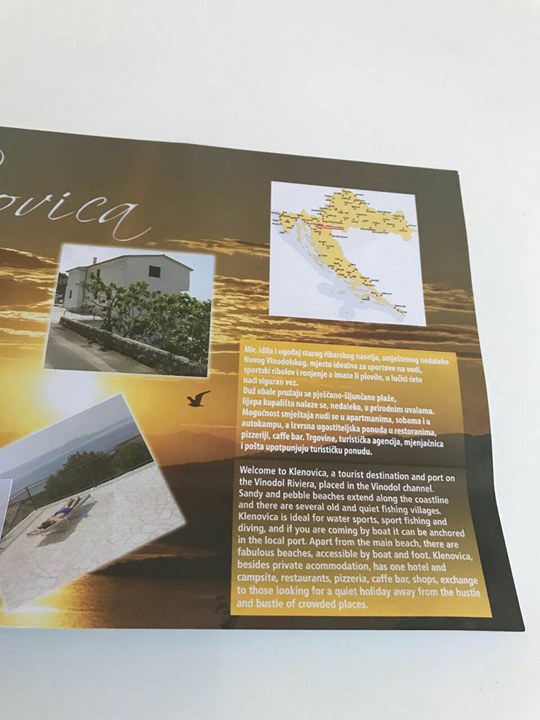 ovica
Mir, idila i ugođaj starog ribarskog naselja, smještenog nedaleko
Novog Vinodolskog, mjesto idealno za sportove na vodi,
sportski ribolov i ronjenje a imate li plovilo, u lučici ćete
naći siguran vez.
Duž obale pružaju se pješčano-šljunčane plaže,
lijepa kupališta nalaze se, nedaleko, u prirodnim uvalama.
Mogućnost smještaja nudi se u apartmanima, sobama i u
autokampu, a izvrsna ugostiteljska ponuda u restoranima,
pizzeriji, caffe bar. Trgovine, turistička agencija, mjenjačnica
i pošta upotpunjuju turističku ponudu.
Welcome to Klenovica, a tourist destination and port on
the Vinodol Riviera, placed in the Vinodol channel.
Sandy and pebble beaches extend along the coastline
and there are several old and quiet fishing villages.
Klenovica is ideal for water sports, sport fishing and
diving, and if you are coming by boat it can be anchored
in the local port. Apart from the main beach, there are
fabulous beaches, accessible by boat and foot. Klenovica,
besides private acommodation, has one hotel and
campsite, restaurants, pizzeria, caffe bar, shops, exchange
to those looking for a quiet holiday away from the hustle
and bustle of crowded places.